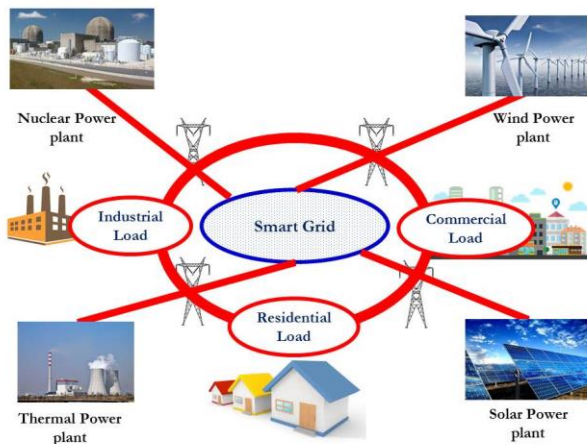 Nuclear Power
plant
Wind Power
plant
Industrial
Load
Smart Grid
Commercial
Load
Residential
Load
Thermal Power
plant
Solar Power
plant